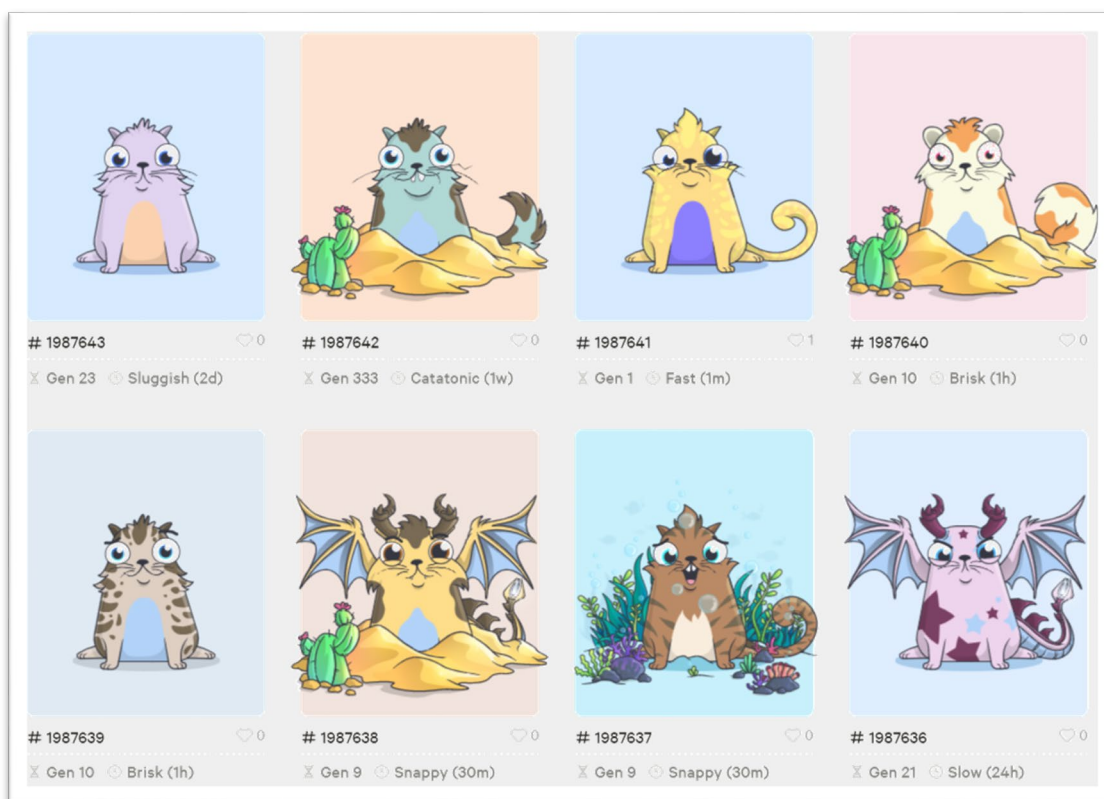 # 1987643 0
# 1987642 0
# 1987641 1
# 1987640 0
Gen 23 Sluggish (2d)
Gen 333 Catatonic (1w)
Gen 1 Fast (1m)
Gen 10 Brisk (1h)
# 1987639 0
# 1987638 0
# 1987637 0
# 1987636 0
Gen 10 Brisk (1h)
Gen 9 Snappy (30m)
Gen 9 Snappy (30m)
Gen 21 Slow (24h)